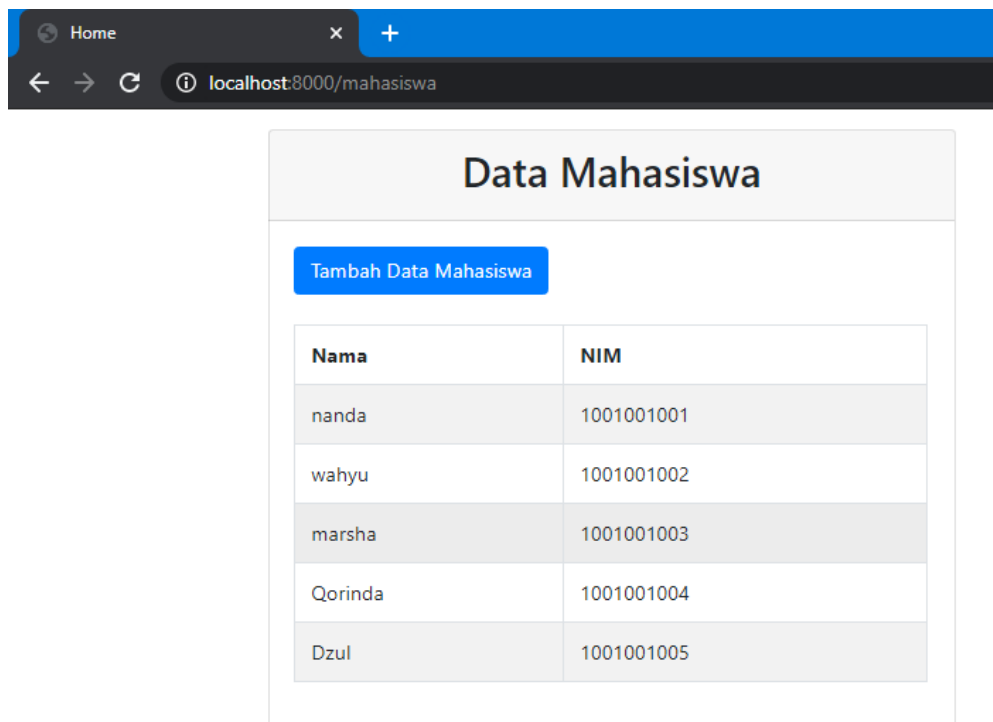 Home
localhost:8000/mahasiswa
Data Mahasiswa
Tambah Data Mahasiswa
Nama NIM
nanda 1001001001
wahyu 1001001002
marsha 1001001003
Qorinda 1001001004
Dzul 1001001005